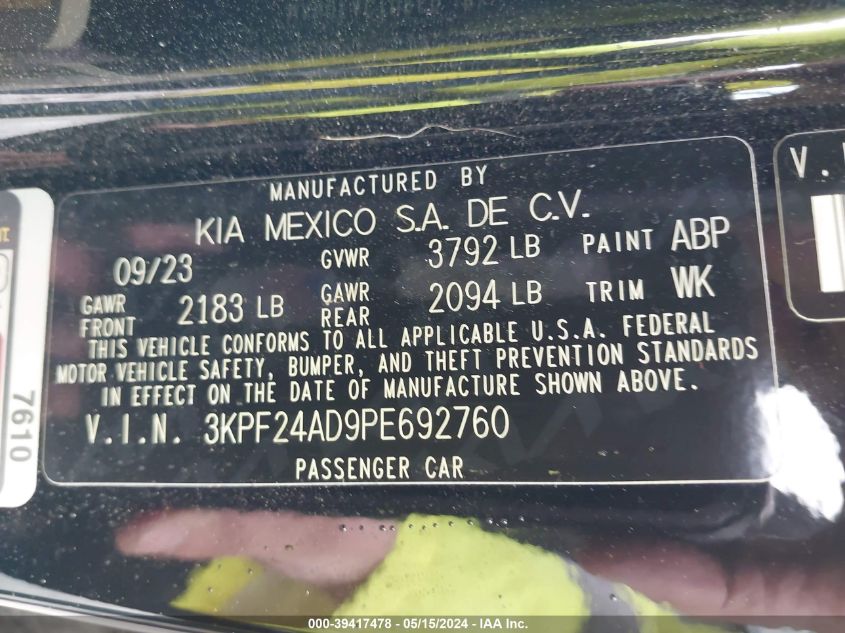 MANUFACTURED BY
KIA MEXICO S.A. DE C.V.
09/23 GVWR 3792 LB PAINT ABP
GAWR FRONT 2183 LB GAWR REAR 2094 LB TRIM WK
THIS VEHICLE CONFORMS TO ALL APPLICABLE U.S.A. FEDERAL
MOTOR VEHICLE SAFETY, BUMPER, AND THEFT PREVENTION STANDARDS
IN EFFECT ON THE DATE OF MANUFACTURE SHOWN ABOVE.
V.I.N. 3KPF24AD9PE692760
PASSENGER CAR
7610
V.I
000-39417478 - 05/15/2024 - IAA Inc.